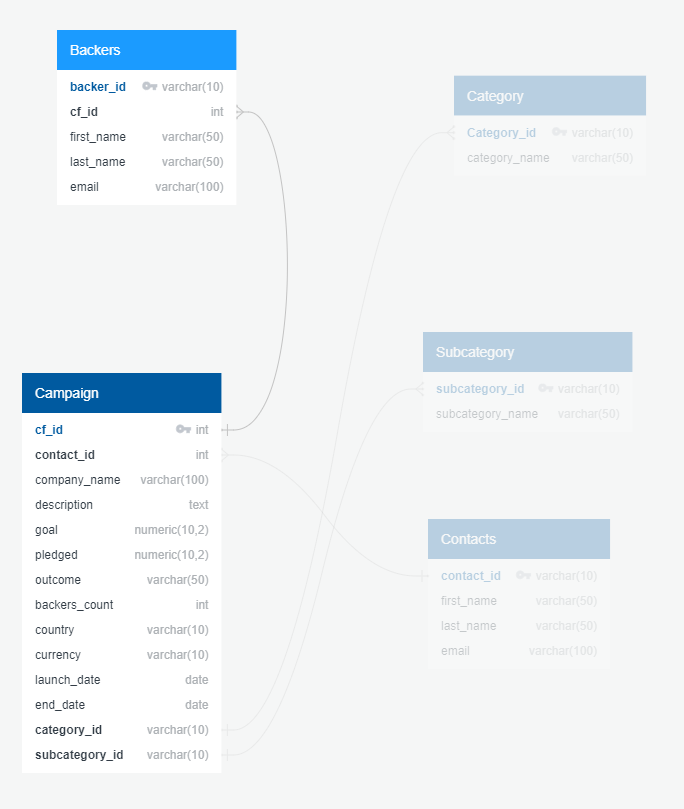 Backers
backer_id varchar(10)
cf_id int
first_name varchar(50)
last_name varchar(50)
email varchar(100)
Category
Category_id varchar(10)
category_name varchar(50)
Subcategory
subcategory_id varchar(10)
subcategory_name varchar(50)
Campaign
cf_id int
contact_id int
company_name varchar(100)
description text
goal numeric(10,2)
pledged numeric(10,2)
outcome varchar(50)
backers_count int
country varchar(10)
currency varchar(10)
launch_date date
end_date date
category_id varchar(10)
subcategory_id varchar(10)
Contacts
contact_id varchar(10)
first_name varchar(50)
last_name varchar(50)
email varchar(100)